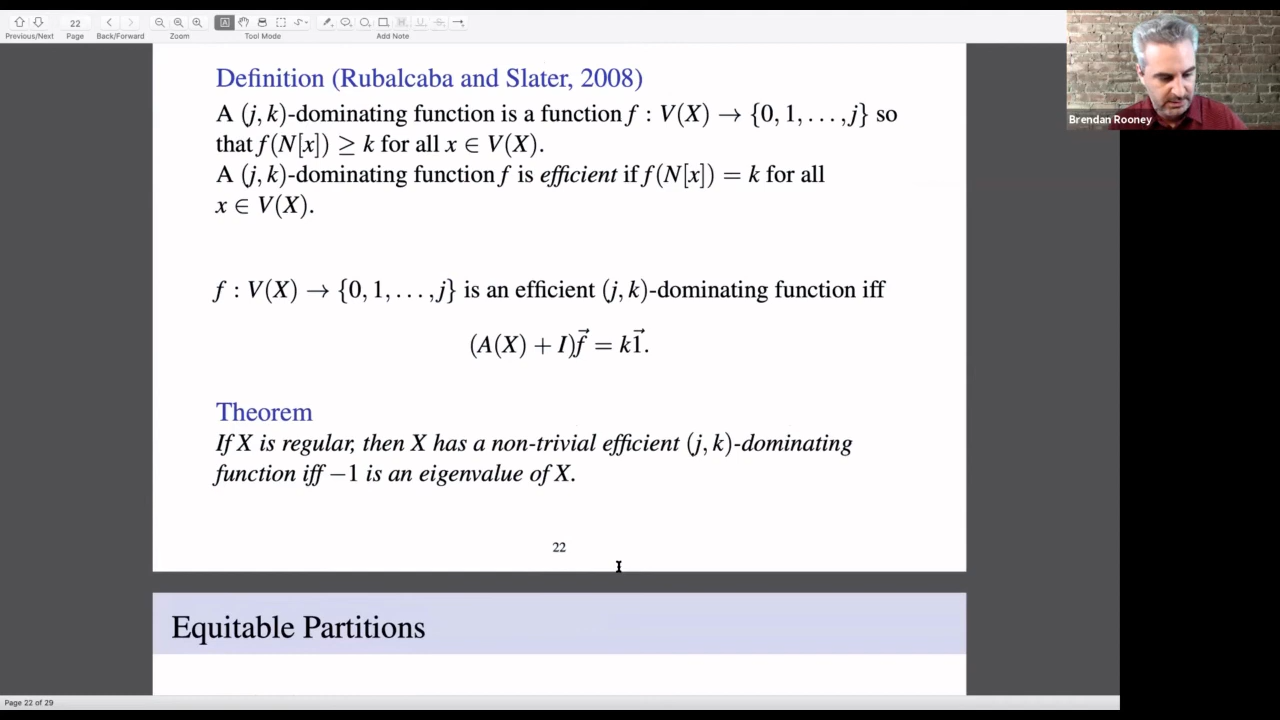 22
Previous/Next Page Back/Forward Zoom Tool Mode Add Note
Brendan Rooney
Definition (Rubalcaba and Slater, 2008)
A (j, k)-dominating function is a function f : V(X) → {0, 1, . . . , j} so
that f(N[x]) ≥ k for all x ∈ V(X).
A (j, k)-dominating function f is efficient if f(N[x]) = k for all
x ∈ V(X).
f : V(X) → {0, 1, . . . , j} is an efficient (j, k)-dominating function iff
(A(X) + I)f⃗ = k1⃗.
Theorem
If X is regular, then X has a non-trivial efficient (j, k)-dominating
function iff −1 is an eigenvalue of X.
22
Equitable Partitions
Page 22 of 29